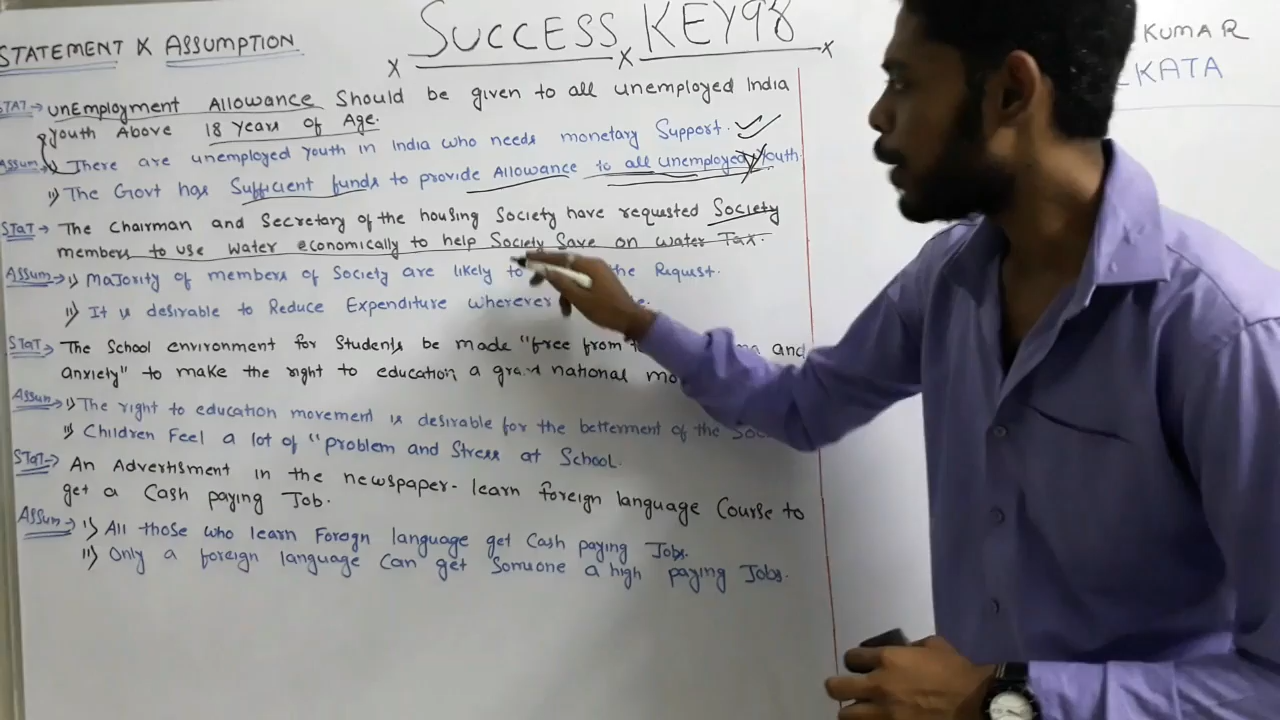 SUCCESS KEY98
STATEMENT X ASSUMPTION
KUMAR
LKATA
STAT → UnEmployment Allowance Should be given to all unemployed India
youth Above 18 years of Age.
Assum → i) There are unemployed youth in India who needs monetary Support.
ii) The Govt has Sufficient funds to provide Allowance to all unemployed youth.
STaT → The Chairman and Secretary of the housing Society have requested Society
members to use water economically to help Society Save on water Tax.
Assum → i) Majority of members of Society are likely to the Request.
ii) It is desirable to Reduce Expenditure wherever
STaT → The School environment for Students be made "free from and
anxiety" to make the right to education a grand national
Assum → i) The right to education movement is desirable for the betterment of the
ii) Children Feel a lot of "problem and Stress at School.
STaT → An Advertisment in the newspaper- learn foreign language Course to
get a Cash paying Job.
Assum → i) All those who learn Forogn language get Cash paying Jobs.
ii) Only a foreign language Can get Somuone a high paying Jobs.